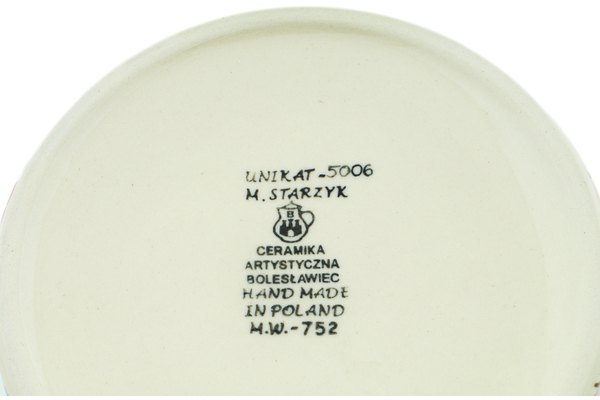 UNIKAT-5006
M. STARZYK
B
CERAMIKA
ARTYSTYCZNA
BOLESŁAWIEC
HAND MADE
IN POLAND
M.W.-752